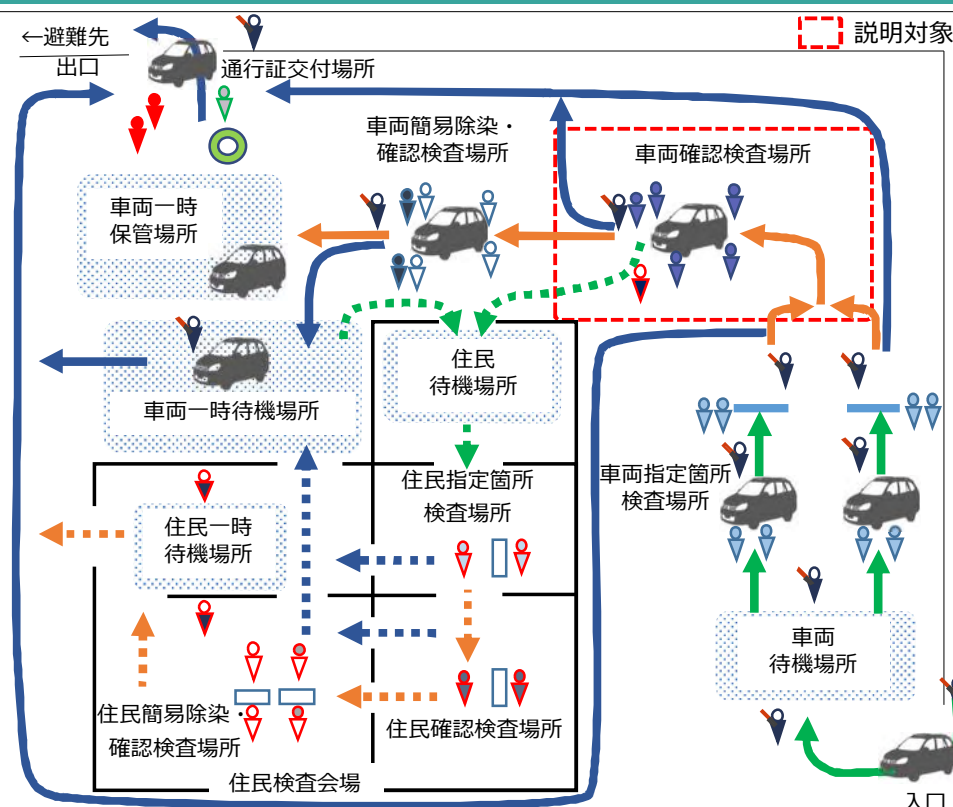 ←避難先
出口
通行証交付場所
説明対象
車両簡易除染・
確認検査場所
車両確認検査場所
車両一時
保管場所
車両一時待機場所
住民
待機場所
住民指定箇所
検査場所
車両指定箇所
検査場所
住民一時
待機場所
住民簡易除染・
確認検査場所
住民確認検査場所
車両
待機場所
住民検査会場
入口